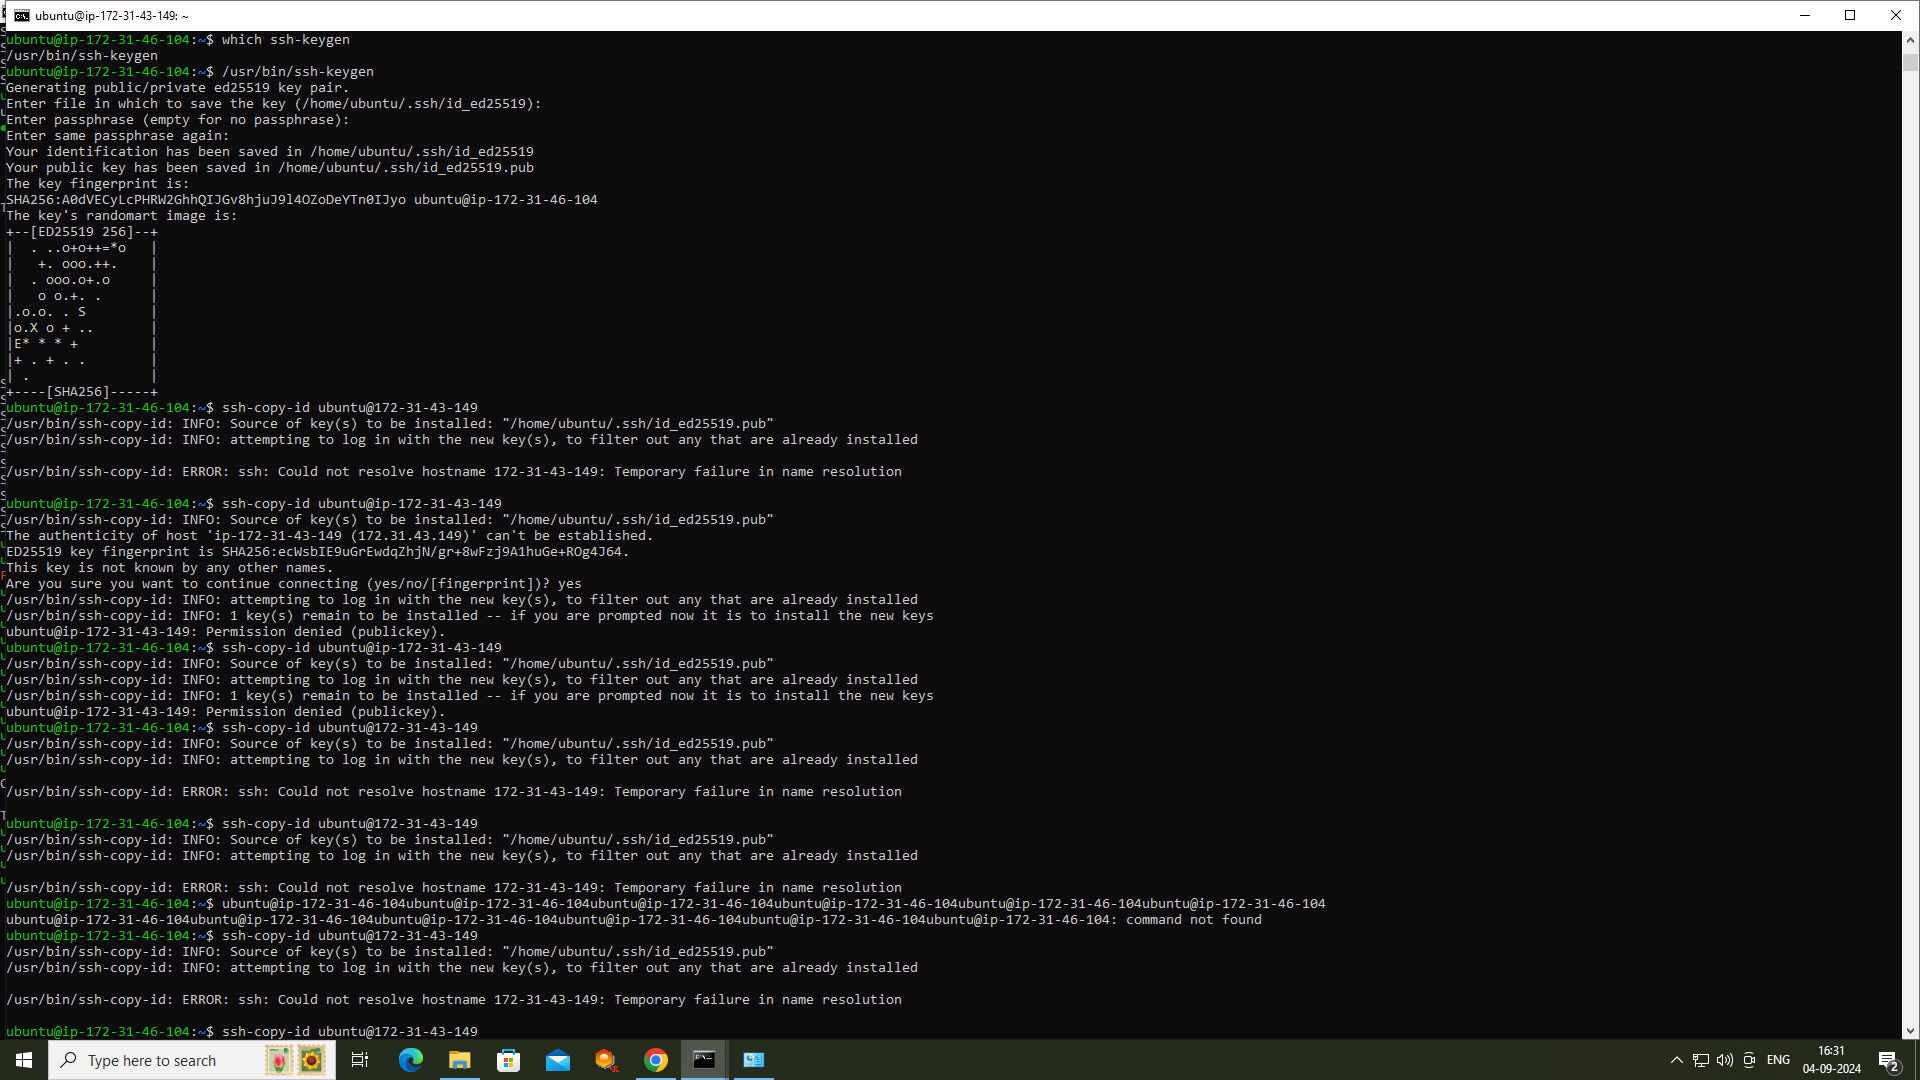 ubuntu@ip-172-31-43-149: ~
ubuntu@ip-172-31-46-104:~$ which ssh-keygen
/usr/bin/ssh-keygen
ubuntu@ip-172-31-46-104:~$ /usr/bin/ssh-keygen
Generating public/private ed25519 key pair.
Enter file in which to save the key (/home/ubuntu/.ssh/id_ed25519):
Enter passphrase (empty for no passphrase):
Enter same passphrase again:
Your identification has been saved in /home/ubuntu/.ssh/id_ed25519
Your public key has been saved in /home/ubuntu/.ssh/id_ed25519.pub
The key fingerprint is:
SHA256:A0dVECyLcPHRW2GhhQIJGv8hjuJ9l4OZoDeYTn0IJyo ubuntu@ip-172-31-46-104
The key's randomart image is:
+--[ED25519 256]--+
|  . ..o+o++=*o   |
|   +. ooo.++.    |
|  . ooo.o+.o     |
|   o o.+. .      |
|.o.o. . S        |
|o.X o + ..       |
|E* * * +         |
|+ . + . .        |
| .               |
+----[SHA256]-----+
ubuntu@ip-172-31-46-104:~$ ssh-copy-id ubuntu@172-31-43-149
/usr/bin/ssh-copy-id: INFO: Source of key(s) to be installed: "/home/ubuntu/.ssh/id_ed25519.pub"
/usr/bin/ssh-copy-id: INFO: attempting to log in with the new key(s), to filter out any that are already installed
/usr/bin/ssh-copy-id: ERROR: ssh: Could not resolve hostname 172-31-43-149: Temporary failure in name resolution
ubuntu@ip-172-31-46-104:~$ ssh-copy-id ubuntu@ip-172-31-43-149
/usr/bin/ssh-copy-id: INFO: Source of key(s) to be installed: "/home/ubuntu/.ssh/id_ed25519.pub"
The authenticity of host 'ip-172-31-43-149 (172.31.43.149)' can't be established.
ED25519 key fingerprint is SHA256:ecWsbIE9uGrEwdqZhjN/gr+8wFzj9A1huGe+ROg4J64.
This key is not known by any other names.
Are you sure you want to continue connecting (yes/no/[fingerprint])? yes
/usr/bin/ssh-copy-id: INFO: attempting to log in with the new key(s), to filter out any that are already installed
/usr/bin/ssh-copy-id: INFO: 1 key(s) remain to be installed -- if you are prompted now it is to install the new keys
ubuntu@ip-172-31-43-149: Permission denied (publickey).
ubuntu@ip-172-31-46-104:~$ ssh-copy-id ubuntu@ip-172-31-43-149
/usr/bin/ssh-copy-id: INFO: Source of key(s) to be installed: "/home/ubuntu/.ssh/id_ed25519.pub"
/usr/bin/ssh-copy-id: INFO: attempting to log in with the new key(s), to filter out any that are already installed
/usr/bin/ssh-copy-id: INFO: 1 key(s) remain to be installed -- if you are prompted now it is to install the new keys
ubuntu@ip-172-31-43-149: Permission denied (publickey).
ubuntu@ip-172-31-46-104:~$ ssh-copy-id ubuntu@172-31-43-149
/usr/bin/ssh-copy-id: INFO: Source of key(s) to be installed: "/home/ubuntu/.ssh/id_ed25519.pub"
/usr/bin/ssh-copy-id: INFO: attempting to log in with the new key(s), to filter out any that are already installed
/usr/bin/ssh-copy-id: ERROR: ssh: Could not resolve hostname 172-31-43-149: Temporary failure in name resolution
ubuntu@ip-172-31-46-104:~$ ssh-copy-id ubuntu@172-31-43-149
/usr/bin/ssh-copy-id: INFO: Source of key(s) to be installed: "/home/ubuntu/.ssh/id_ed25519.pub"
/usr/bin/ssh-copy-id: INFO: attempting to log in with the new key(s), to filter out any that are already installed
/usr/bin/ssh-copy-id: ERROR: ssh: Could not resolve hostname 172-31-43-149: Temporary failure in name resolution
ubuntu@ip-172-31-46-104:~$ ubuntu@ip-172-31-46-104ubuntu@ip-172-31-46-104ubuntu@ip-172-31-46-104ubuntu@ip-172-31-46-104ubuntu@ip-172-31-46-104ubuntu@ip-172-31-46-104
ubuntu@ip-172-31-46-104ubuntu@ip-172-31-46-104ubuntu@ip-172-31-46-104ubuntu@ip-172-31-46-104ubuntu@ip-172-31-46-104ubuntu@ip-172-31-46-104: command not found
ubuntu@ip-172-31-46-104:~$ ssh-copy-id ubuntu@172-31-43-149
/usr/bin/ssh-copy-id: INFO: Source of key(s) to be installed: "/home/ubuntu/.ssh/id_ed25519.pub"
/usr/bin/ssh-copy-id: INFO: attempting to log in with the new key(s), to filter out any that are already installed
/usr/bin/ssh-copy-id: ERROR: ssh: Could not resolve hostname 172-31-43-149: Temporary failure in name resolution
ubuntu@ip-172-31-46-104:~$ ssh-copy-id ubuntu@172-31-43-149
Type here to search
ENG
16:31
04-09-2024
2